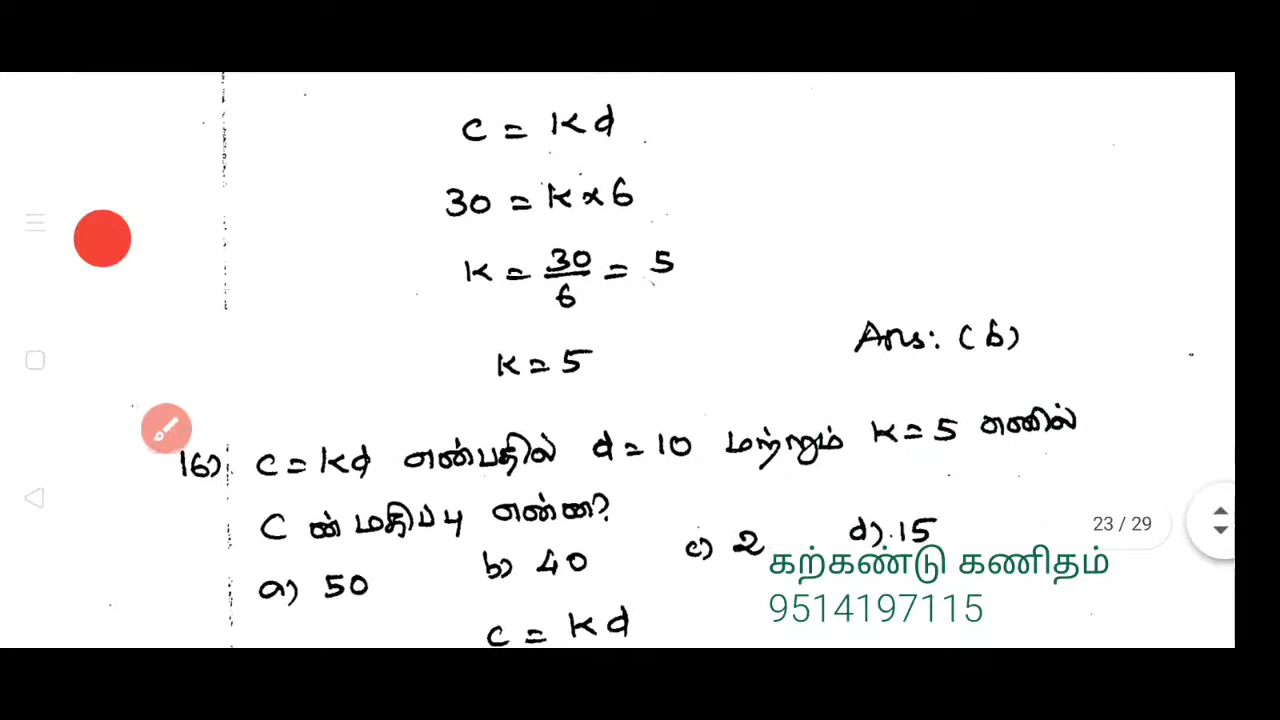 c = kd
30 = k × 6
k = 30/6 = 5
k = 5
Ans: (b)
16) c = kd என்பதில் d = 10 மற்றும் k = 5 எனில்
C ன் மதிப்பு என்ன?
a) 50 b) 40 c) 2 d) 15
c = kd
23 / 29
கற்கண்டு கணிதம்
9514197115